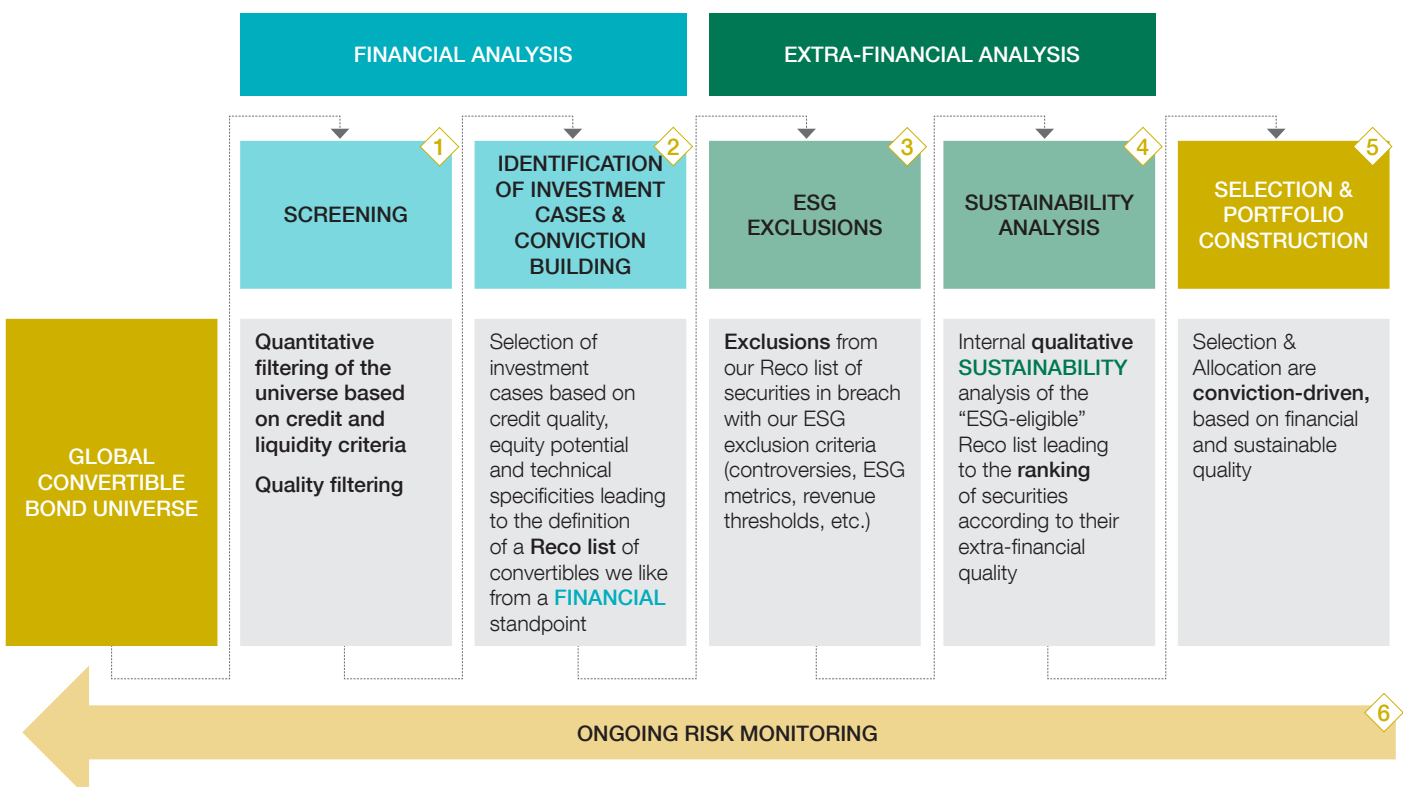 FINANCIAL ANALYSIS
EXTRA-FINANCIAL ANALYSIS
1
SCREENING
2
IDENTIFICATION
OF INVESTMENT
CASES &
CONVICTION
BUILDING
3
ESG
EXCLUSIONS
4
SUSTAINABILITY
ANALYSIS
5
SELECTION &
PORTFOLIO
CONSTRUCTION
GLOBAL
CONVERTIBLE
BOND UNIVERSE
Quantitative
filtering of the
universe based
on credit and
liquidity criteria
Quality filtering
Selection of
investment
cases based on
credit quality,
equity potential
and technical
specificities leading
to the definition
of a Reco list of
convertibles we like
from a FINANCIAL
standpoint
Exclusions from
our Reco list of
securities in breach
with our ESG
exclusion criteria
(controversies, ESG
metrics, revenue
thresholds, etc.)
Internal qualitative
SUSTAINABILITY
analysis of the
“ESG-eligible”
Reco list leading
to the ranking
of securities
according to their
extra-financial
quality
Selection &
Allocation are
conviction-driven,
based on financial
and sustainable
quality
6
ONGOING RISK MONITORING